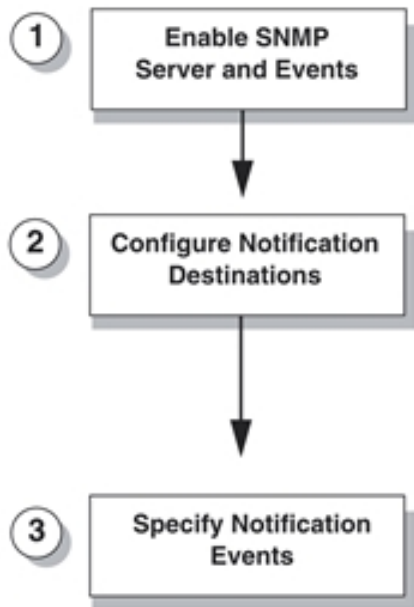 1
Enable SNMP
Server and Events
2
Configure Notification
Destinations
3
Specify Notification
Events